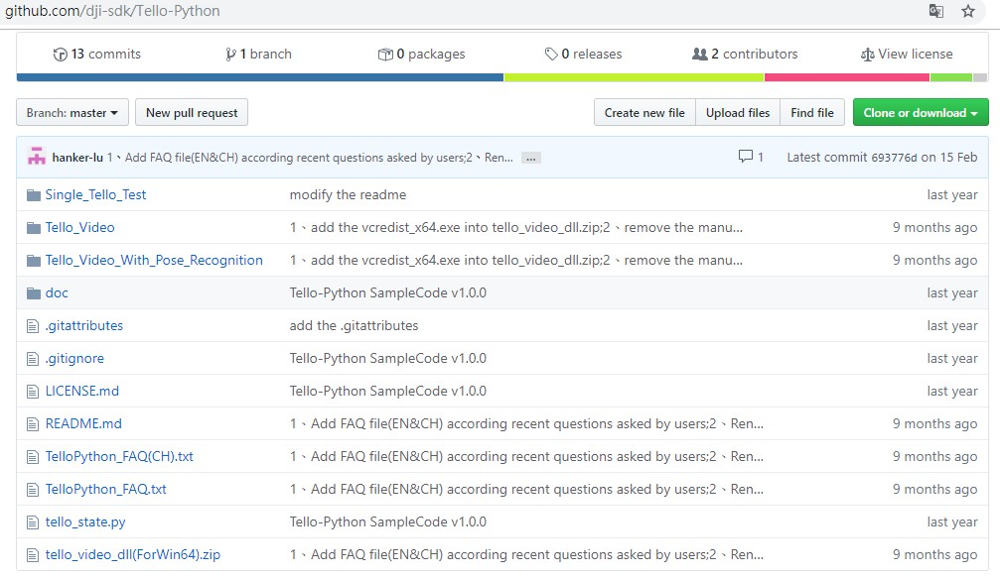 github.com/dji-sdk/Tello-Python
13 commits 1 branch 0 packages 0 releases 2 contributors View license
Branch: master New pull request Create new file Upload files Find file Clone or download
hanker-lu 1、Add FAQ file(EN&CH) according recent questions asked by users;2、Ren... ... 1 Latest commit 693776d on 15 Feb
Single_Tello_Test modify the readme last year
Tello_Video 1、add the vcredist_x64.exe into tello_video_dll.zip;2、remove the manu... 9 months ago
Tello_Video_With_Pose_Recognition 1、add the vcredist_x64.exe into tello_video_dll.zip;2、remove the manu... 9 months ago
doc Tello-Python SampleCode v1.0.0 last year
.gitattributes add the .gitattributes last year
.gitignore Tello-Python SampleCode v1.0.0 last year
LICENSE.md Tello-Python SampleCode v1.0.0 last year
README.md 1、Add FAQ file(EN&CH) according recent questions asked by users;2、Ren... 9 months ago
TelloPython_FAQ(CH).txt 1、Add FAQ file(EN&CH) according recent questions asked by users;2、Ren... 9 months ago
TelloPython_FAQ.txt 1、Add FAQ file(EN&CH) according recent questions asked by users;2、Ren... 9 months ago
tello_state.py Tello-Python SampleCode v1.0.0 last year
tello_video_dll(ForWin64).zip 1、Add FAQ file(EN&CH) according recent questions asked by users;2、Ren... 9 months ago